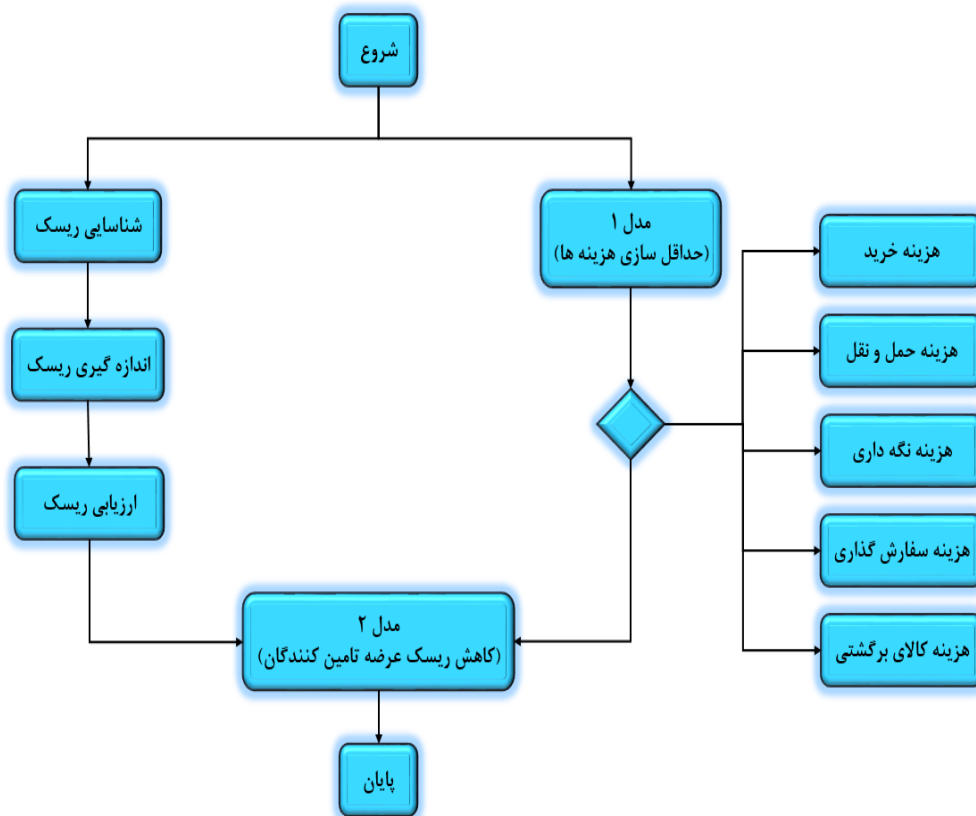 شروع
مدل ۱
(حداقل سازی هزینه ها)
شناسایی ریسک
هزینه خرید
هزینه حمل و نقل
اندازه گیری ریسک
هزینه نگه داری
ارزیابی ریسک
هزینه سفارش گذاری
مدل ۲
(کاهش ریسک عرضه تامین کنندگان)
هزینه کالای برگشتی
پایان